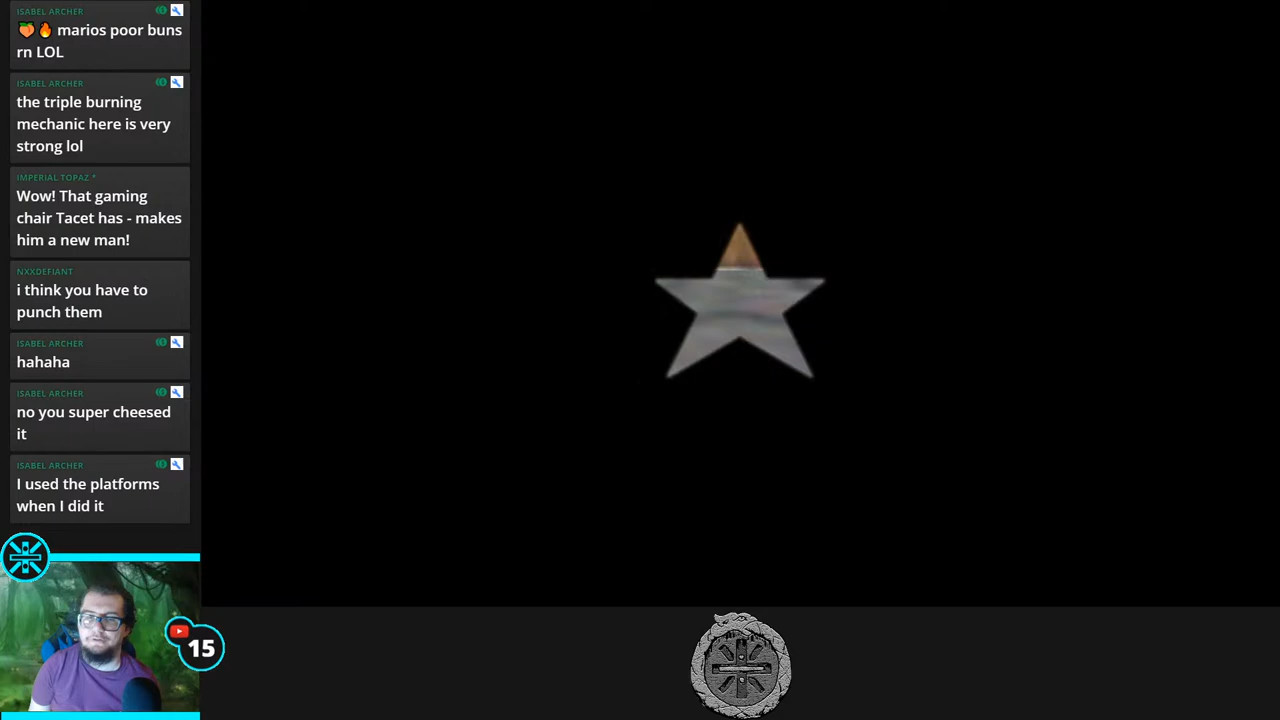 ISABEL ARCHER
🍑🔥 marios poor buns
rn LOL
ISABEL ARCHER
the triple burning
mechanic here is very
strong lol
IMPERIAL TOPAZ *
Wow! That gaming
chair Tacet has - makes
him a new man!
NXXDEFIANT
i think you have to
punch them
ISABEL ARCHER
hahaha
ISABEL ARCHER
no you super cheesed
it
ISABEL ARCHER
I used the platforms
when I did it
15